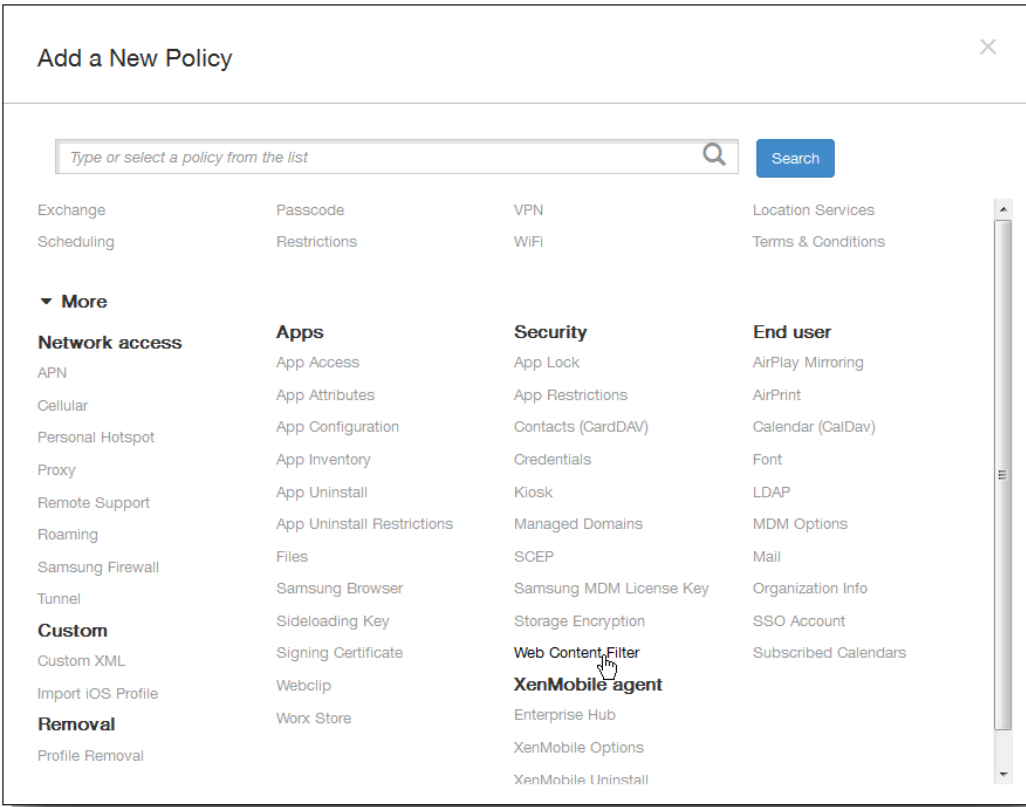 Add a New Policy
Type or select a policy from the list
Search
Exchange
Scheduling
Passcode
Restrictions
VPN
WiFi
Location Services
Terms & Conditions
More
Network access
APN
Cellular
Personal Hotspot
Proxy
Remote Support
Roaming
Samsung Firewall
Tunnel
Custom
Custom XML
Import iOS Profile
Removal
Profile Removal
Apps
App Access
App Attributes
App Configuration
App Inventory
App Uninstall
App Uninstall Restrictions
Files
Samsung Browser
Sideloading Key
Signing Certificate
Webclip
Worx Store
Security
App Lock
App Restrictions
Contacts (CardDAV)
Credentials
Kiosk
Managed Domains
SCEP
Samsung MDM License Key
Storage Encryption
Web Content Filter
XenMobile agent
Enterprise Hub
XenMobile Options
XenMobile Uninstall
End user
AirPlay Mirroring
AirPrint
Calendar (CalDav)
Font
LDAP
MDM Options
Mail
Organization Info
SSO Account
Subscribed Calendars